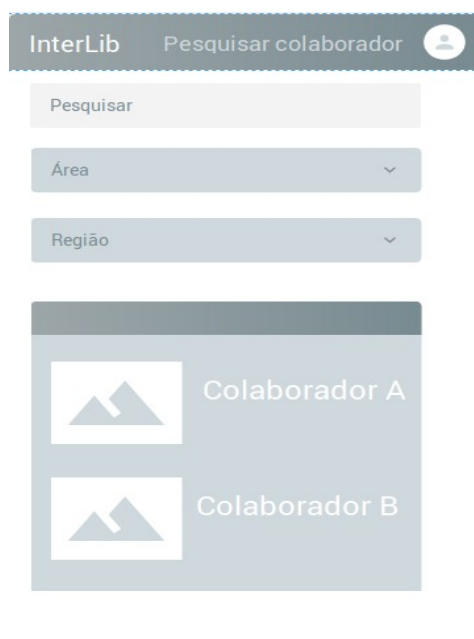 InterLib Pesquisar colaborador
Pesquisar
Área
Região
Colaborador A
Colaborador B